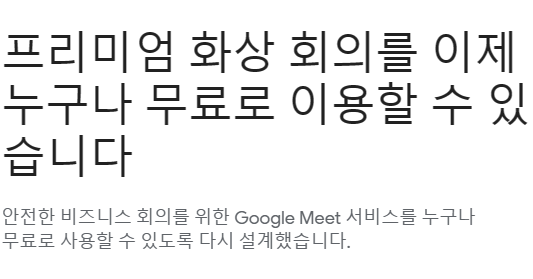 프리미엄 화상 회의를 이제
누구나 무료로 이용할 수 있
습니다
안전한 비즈니스 회의를 위한 Google Meet 서비스를 누구나
무료로 사용할 수 있도록 다시 설계했습니다.